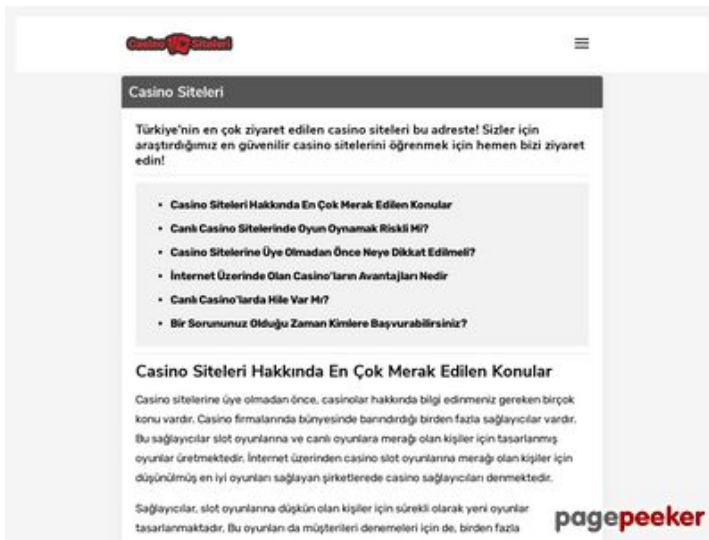 Casino Siteleri
Casino Siteleri
Türkiye'nin en çok ziyaret edilen casino siteleri bu adreste! Sizler için
araştırdığımız en güvenilir casino sitelerini öğrenmek için hemen bizi ziyaret
edin!
• Casino Siteleri Hakkında En Çok Merak Edilen Konular
• Canlı Casino Sitelerinde Oyun Oynamak Riskli Mi?
• Casino Sitelerine Üye Olmadan Önce Neye Dikkat Edilmeli?
• İnternet Üzerinde Olan Casino'ların Avantajları Nedir
• Canlı Casino'larda Hile Var Mı?
• Bir Sorununuz Olduğu Zaman Kimlere Başvurabilirsiniz?
Casino Siteleri Hakkında En Çok Merak Edilen Konular
Casino sitelerine üye olmadan önce, casinolar hakkında bilgi edinmeniz gereken birçok
konu vardır. Casino firmalarında bünyesinde barındırdığı birden fazla sağlayıcılar vardır.
Bu sağlayıcılar slot oyunlarına ve canlı oyunlara merağı olan kişiler için tasarlanmış
oyunlar üretmektedir. İnternet üzerinden casino slot oyunlarına merağı olan kişiler için
düşünülmüş en iyi oyunları sağlayan şirketlerede casino sağlayıcıları denmektedir.
Sağlayıcılar, slot oyunlarına düşkün olan kişiler için sürekli olarak yeni oyunlar
tasarlanmaktadır. Bu oyunları da müşterileri denemeleri için de, birden fazla
pagepeeker